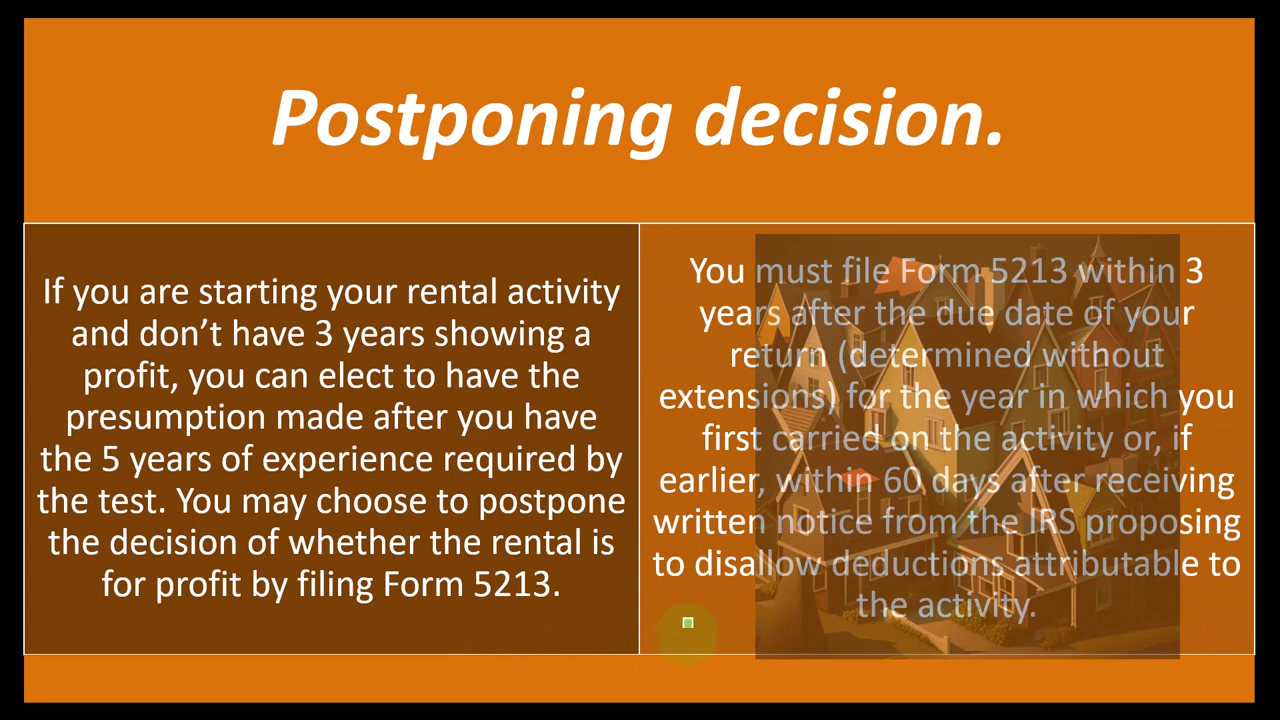 Postponing decision.
If you are starting your rental activity
and don’t have 3 years showing a
profit, you can elect to have the
presumption made after you have
the 5 years of experience required by
the test. You may choose to postpone
the decision of whether the rental is
for profit by filing Form 5213.
You must file Form 5213 within 3
years after the due date of your
return (determined without
extensions) for the year in which you
first carried on the activity or, if
earlier, within 60 days after receiving
written notice from the IRS proposing
to disallow deductions attributable to
the activity.